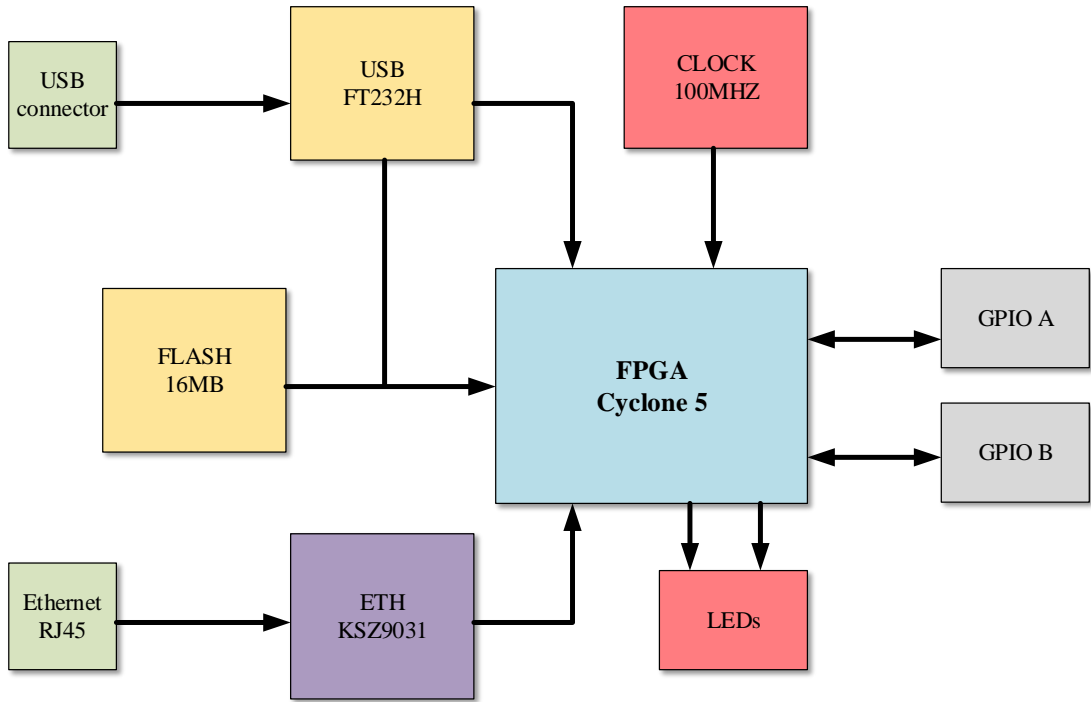 USB
connector
USB
FT232H
CLOCK
100MHZ
FLASH
16MB
FPGA
Cyclone 5
GPIO A
GPIO B
Ethernet
RJ45
ETH
KSZ9031
LEDs